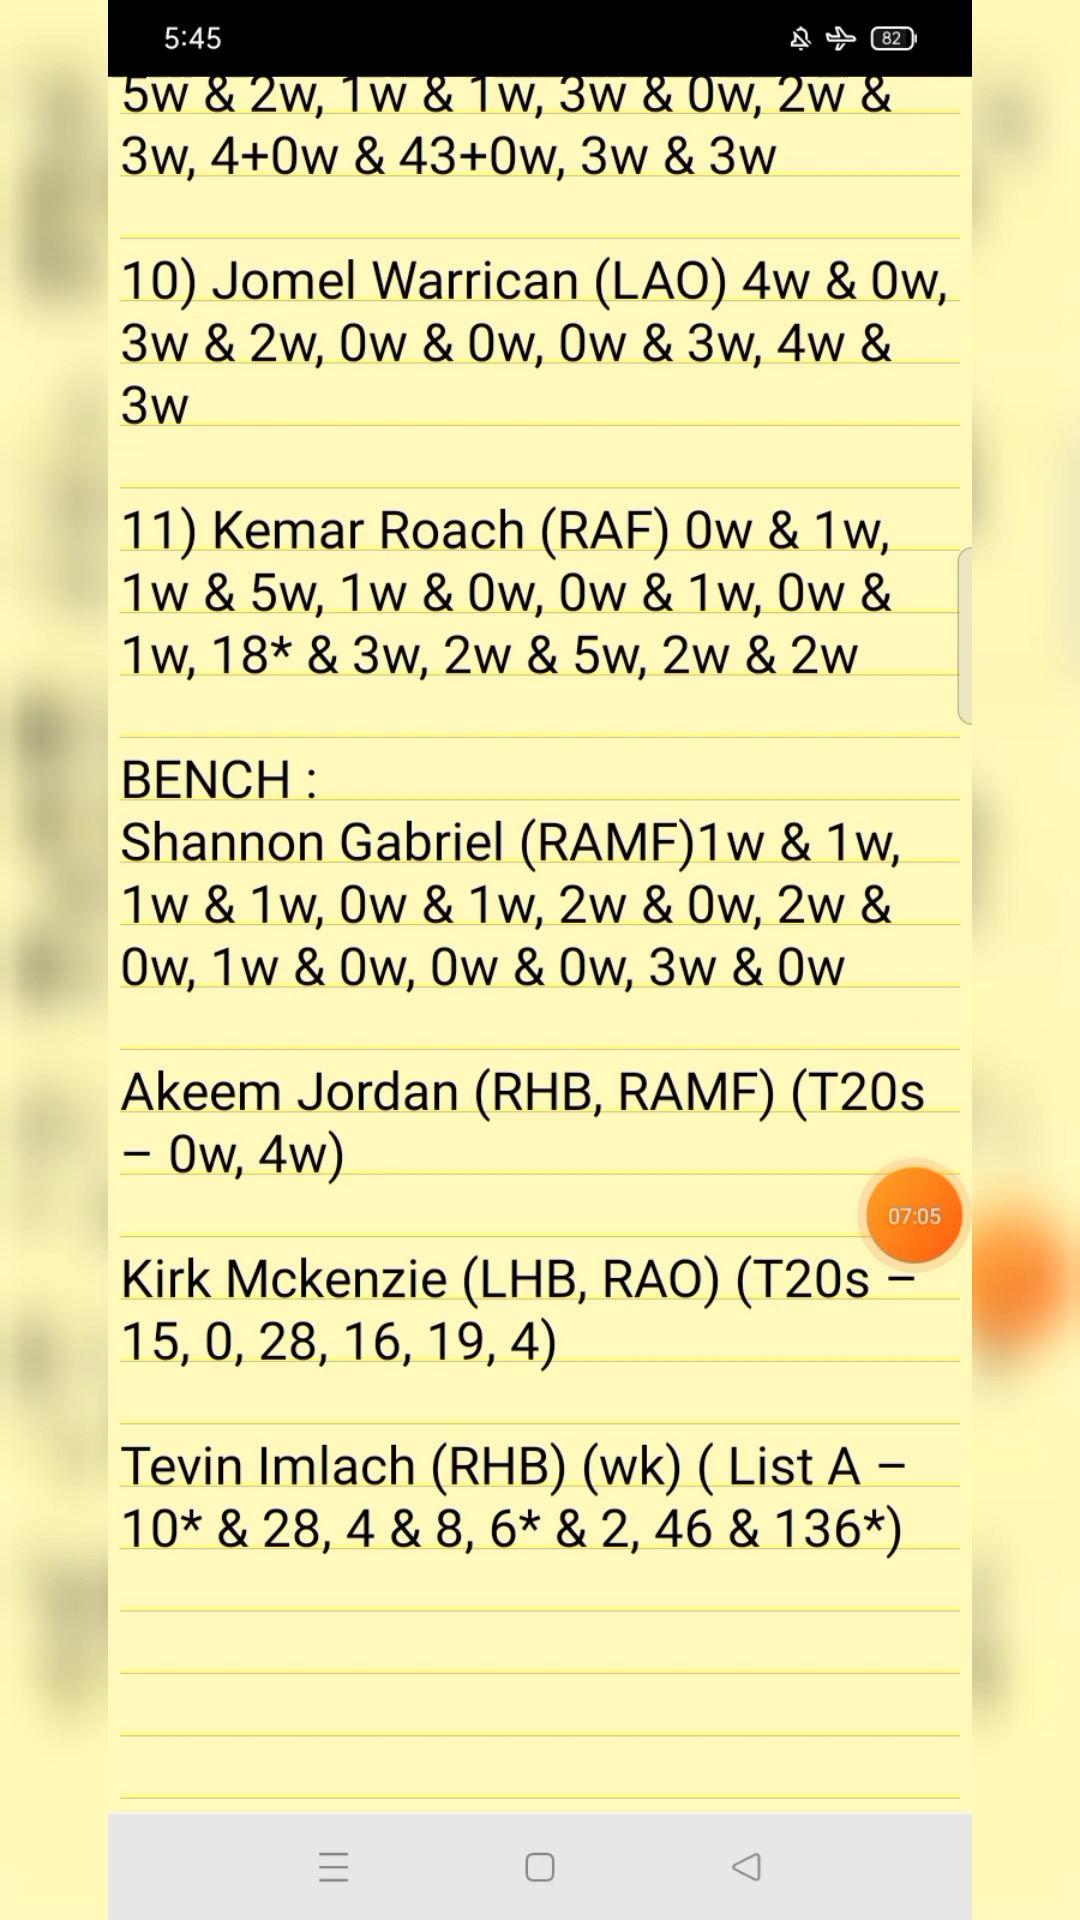 5:45
82
5w & 2w, 1w & 1w, 3w & 0w, 2w &
3w, 4+0w & 43+0w, 3w & 3w
10) Jomel Warrican (LAO) 4w & 0w,
3w & 2w, 0w & 0w, 0w & 3w, 4w &
3w
11) Kemar Roach (RAF) 0w & 1w,
1w & 5w, 1w & 0w, 0w & 1w, 0w &
1w, 18* & 3w, 2w & 5w, 2w & 2w
BENCH :
Shannon Gabriel (RAMF)1w & 1w,
1w & 1w, 0w & 1w, 2w & 0w, 2w &
0w, 1w & 0w, 0w & 0w, 3w & 0w
Akeem Jordan (RHB, RAMF) (T20s
– 0w, 4w)
07:05
Kirk Mckenzie (LHB, RAO) (T20s –
15, 0, 28, 16, 19, 4)
Tevin Imlach (RHB) (wk) ( List A –
10* & 28, 4 & 8, 6* & 2, 46 & 136*)